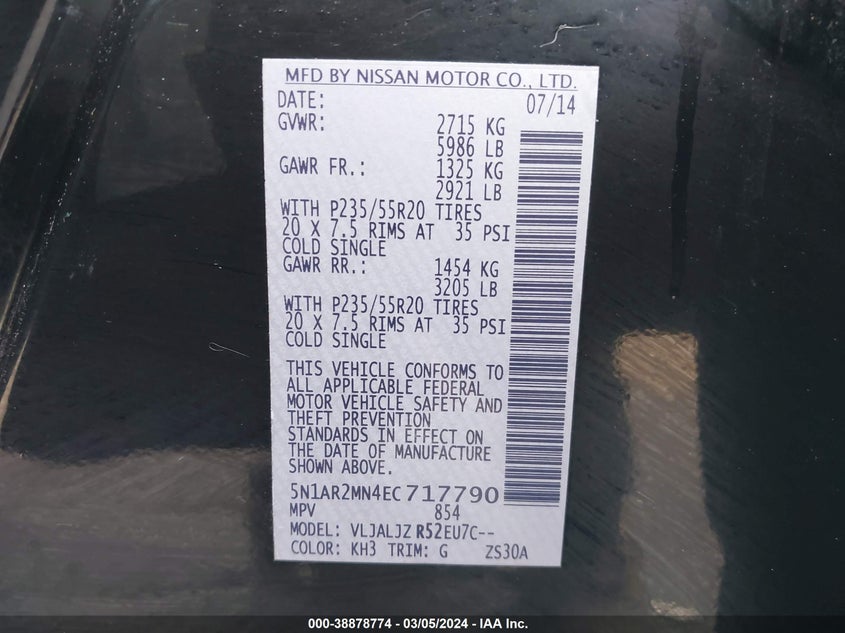 MFD BY NISSAN MOTOR CO., LTD.
DATE: 07/14
GVWR: 2715 KG
5986 LB
GAWR FR.: 1325 KG
2921 LB
WITH P235/55R20 TIRES
20 X 7.5 RIMS AT 35 PSI
COLD SINGLE
GAWR RR.: 1454 KG
3205 LB
WITH P235/55R20 TIRES
20 X 7.5 RIMS AT 35 PSI
COLD SINGLE
THIS VEHICLE CONFORMS TO
ALL APPLICABLE FEDERAL
MOTOR VEHICLE SAFETY AND
THEFT PREVENTION
STANDARDS IN EFFECT ON
THE DATE OF MANUFACTURE
SHOWN ABOVE.
5N1AR2MN4EC717790
MPV 854
MODEL: VLJALJZ R52EU7C--
COLOR: KH3 TRIM: G ZS30A
000-38878774 - 03/05/2024 - IAA Inc.